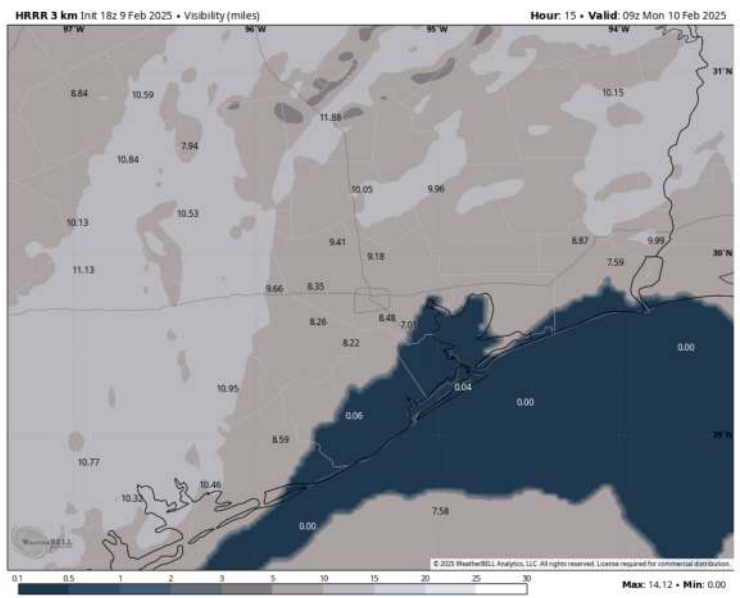 HRRR 3 km Init 18z 9 Feb 2025 • Visibility (miles) Hour: 15 • Valid: 09z Mon 10 Feb 2025
97°W 96°W 95°W 94°W
31°N
8.84 10.59 10.15
11.88
7.94
10.84
10.05 9.96
10.53
10.13
9.41 8.87 9.99
9.18 30°N
11.13 7.59
9.66 8.35
8.26 8.48 7.01
8.22 0.00
10.95 0.04
0.06 0.00
8.59 29°N
10.77
10.32 10.46
7.58
0.00
WeatherBELL
© 2025 WeatherBELL Analytics, LLC. All rights reserved. License required for commercial distribution.
0.1 0.5 1 2 3 5 10 15 20 25 30
Max: 14.12 • Min: 0.00